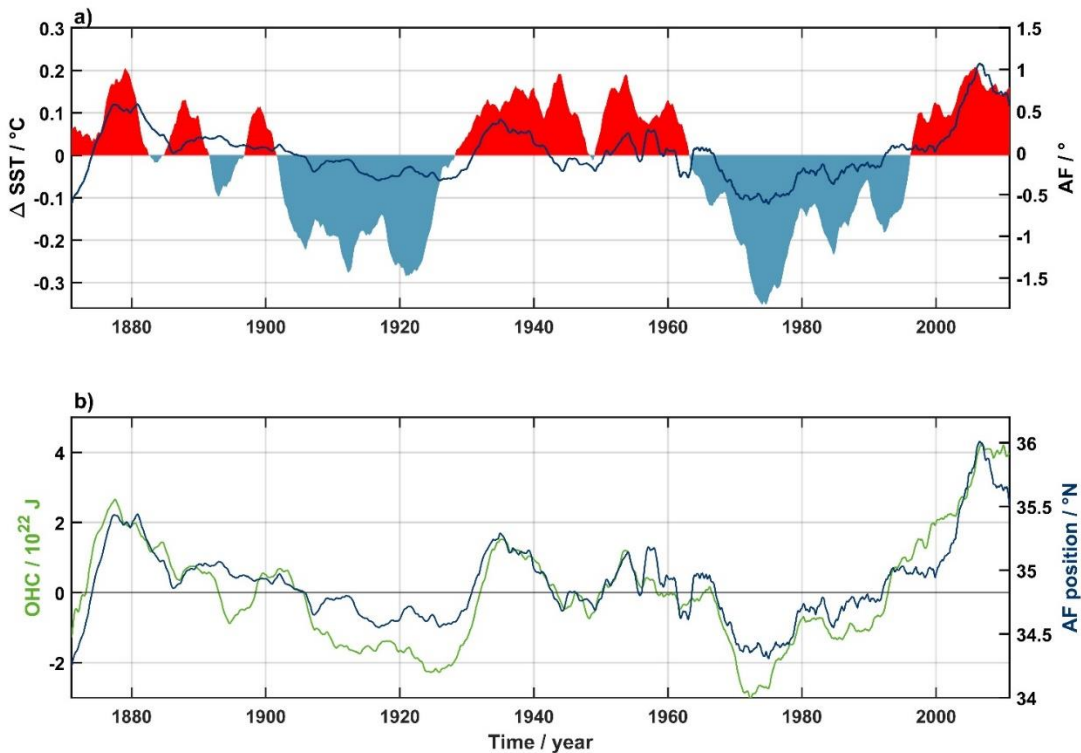 a)
0.3
0.2
0.1
0
-0.1
-0.2
-0.3
Δ SST / °C
1.5
1
0.5
0
-0.5
-1
-1.5
AF / °
1880 1900 1920 1940 1960 1980 2000
b)
4
2
0
-2
OHC / 10²² J
36
35.5
35
34.5
34
AF position / °N
1880 1900 1920 1940 1960 1980 2000
Time / year